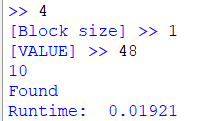 >> 4
[Block size] >> 1
[VALUE] >> 48
10
Found
Runtime:  0.01921